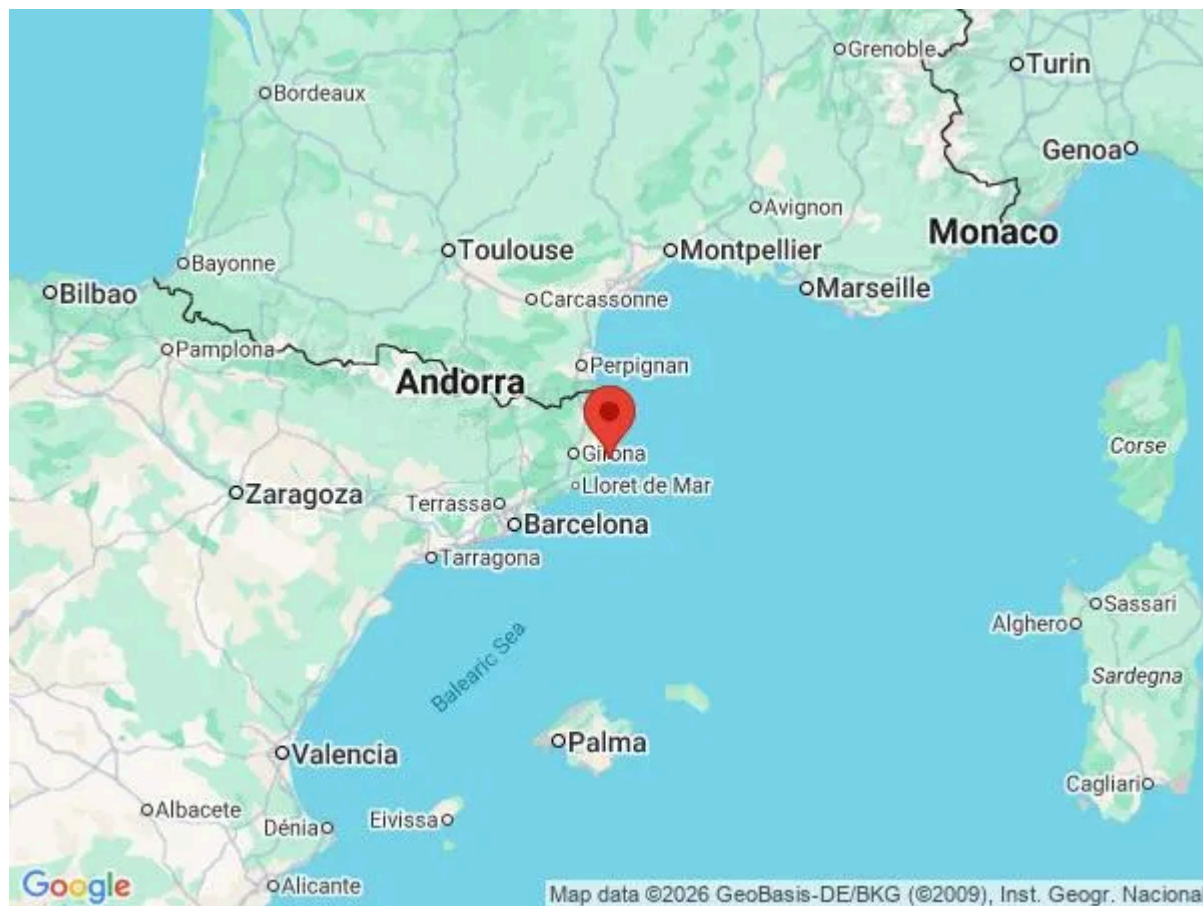 Grenoble
Turin
Bordeaux
Genoa
Avignon
Monaco
Toulouse
Montpellier
Bayonne
Marseille
Bilbao
Carcassonne
Pamplona
Perpignan
Andorra
Corse
Girona
Lloret de Mar
Zaragoza
Terrassa
Barcelona
Tarragona
Sassari
Alghero
Balearic Sea
Sardegna
Palma
Valencia
Cagliari
Albacete
Eivissa
Dénia
Google
Alicante
Map data ©2026 GeoBasis-DE/BKG (©2009), Inst. Geogr. Nacional